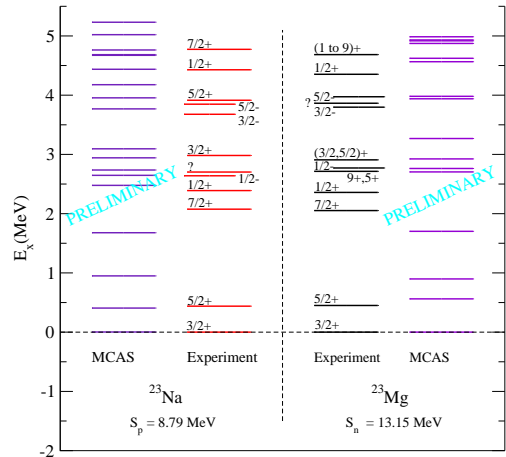 5
7/2+
(1 to 9)+
1/2+
1/2+
4
5/2+
5/2-
5/2-
?
3/2-
3/2-
3
3/2+
(3/2,5/2)+
?
1/2-
1/2-
9+,5+
1/2+
1/2+
7/2+
7/2+
PRELIMINARY
PRELIMINARY
2
E_x(MeV)
1
5/2+
5/2+
3/2+
3/2+
0
MCAS
Experiment
Experiment
MCAS
-1
²³Na
²³Mg
S_p = 8.79 MeV
S_n = 13.15 MeV
-2